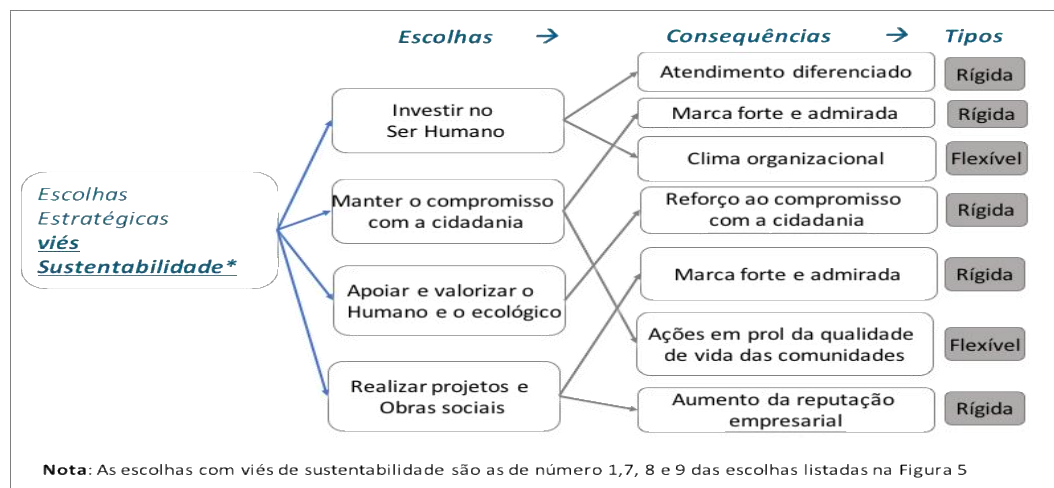 Escolhas → Consequências → Tipos
Escolhas
Estratégicas
viés
Sustentabilidade*
Investir no
Ser Humano
Manter o compromisso
com a cidadania
Apoiar e valorizar o
Humano e o ecológico
Realizar projetos e
Obras sociais
Atendimento diferenciado
Rígida
Marca forte e admirada
Rígida
Clima organizacional
Flexível
Reforço ao compromisso
com a cidadania
Rígida
Marca forte e admirada
Rígida
Ações em prol da qualidade
de vida das comunidades
Flexível
Aumento da reputação
empresarial
Rígida
Nota: As escolhas com viés de sustentabilidade são as de número 1,7, 8 e 9 das escolhas listadas na Figura 5